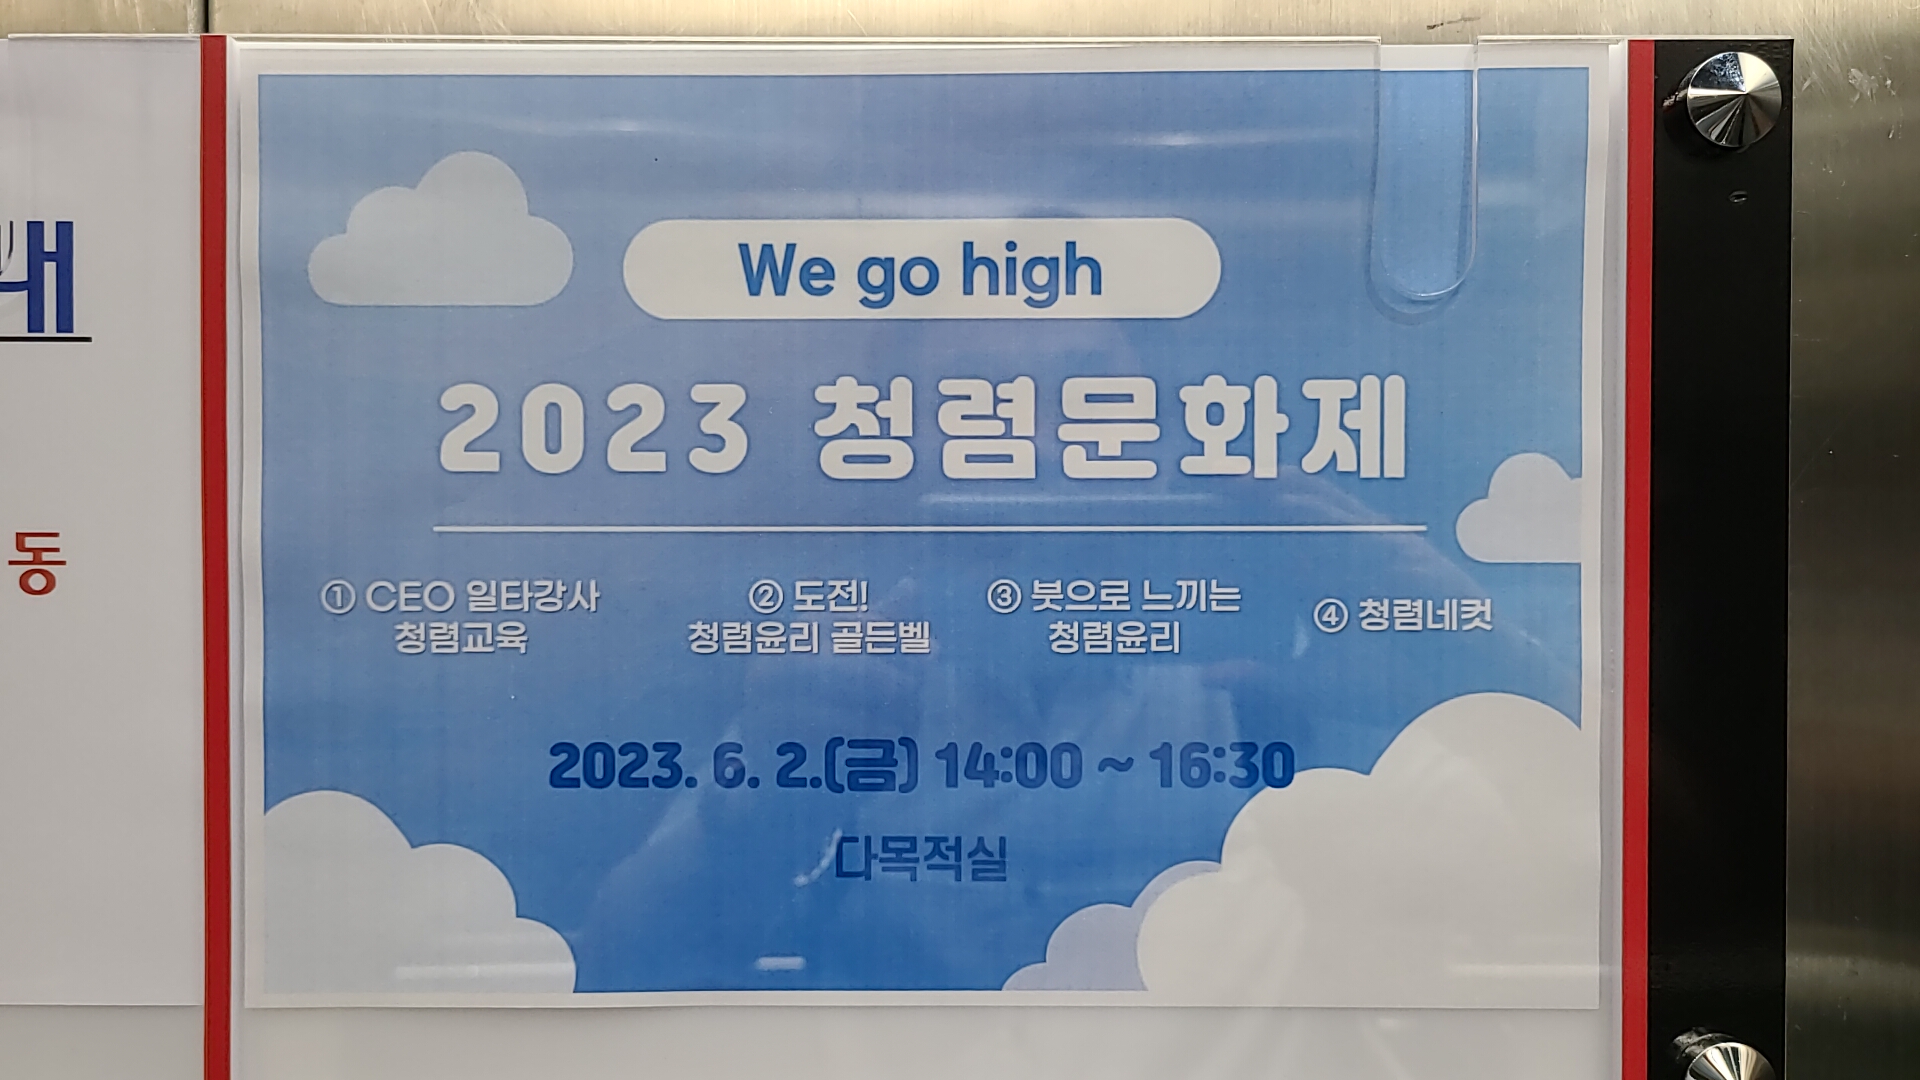 내
동
We go high
2023 청렴문화제
① CEO 일타강사
청렴교육
② 도전!
청렴윤리 골든벨
③ 붓으로 느끼는
청렴윤리
④ 청렴네컷
2023. 6. 2.(금) 14:00 ~ 16:30
다목적실